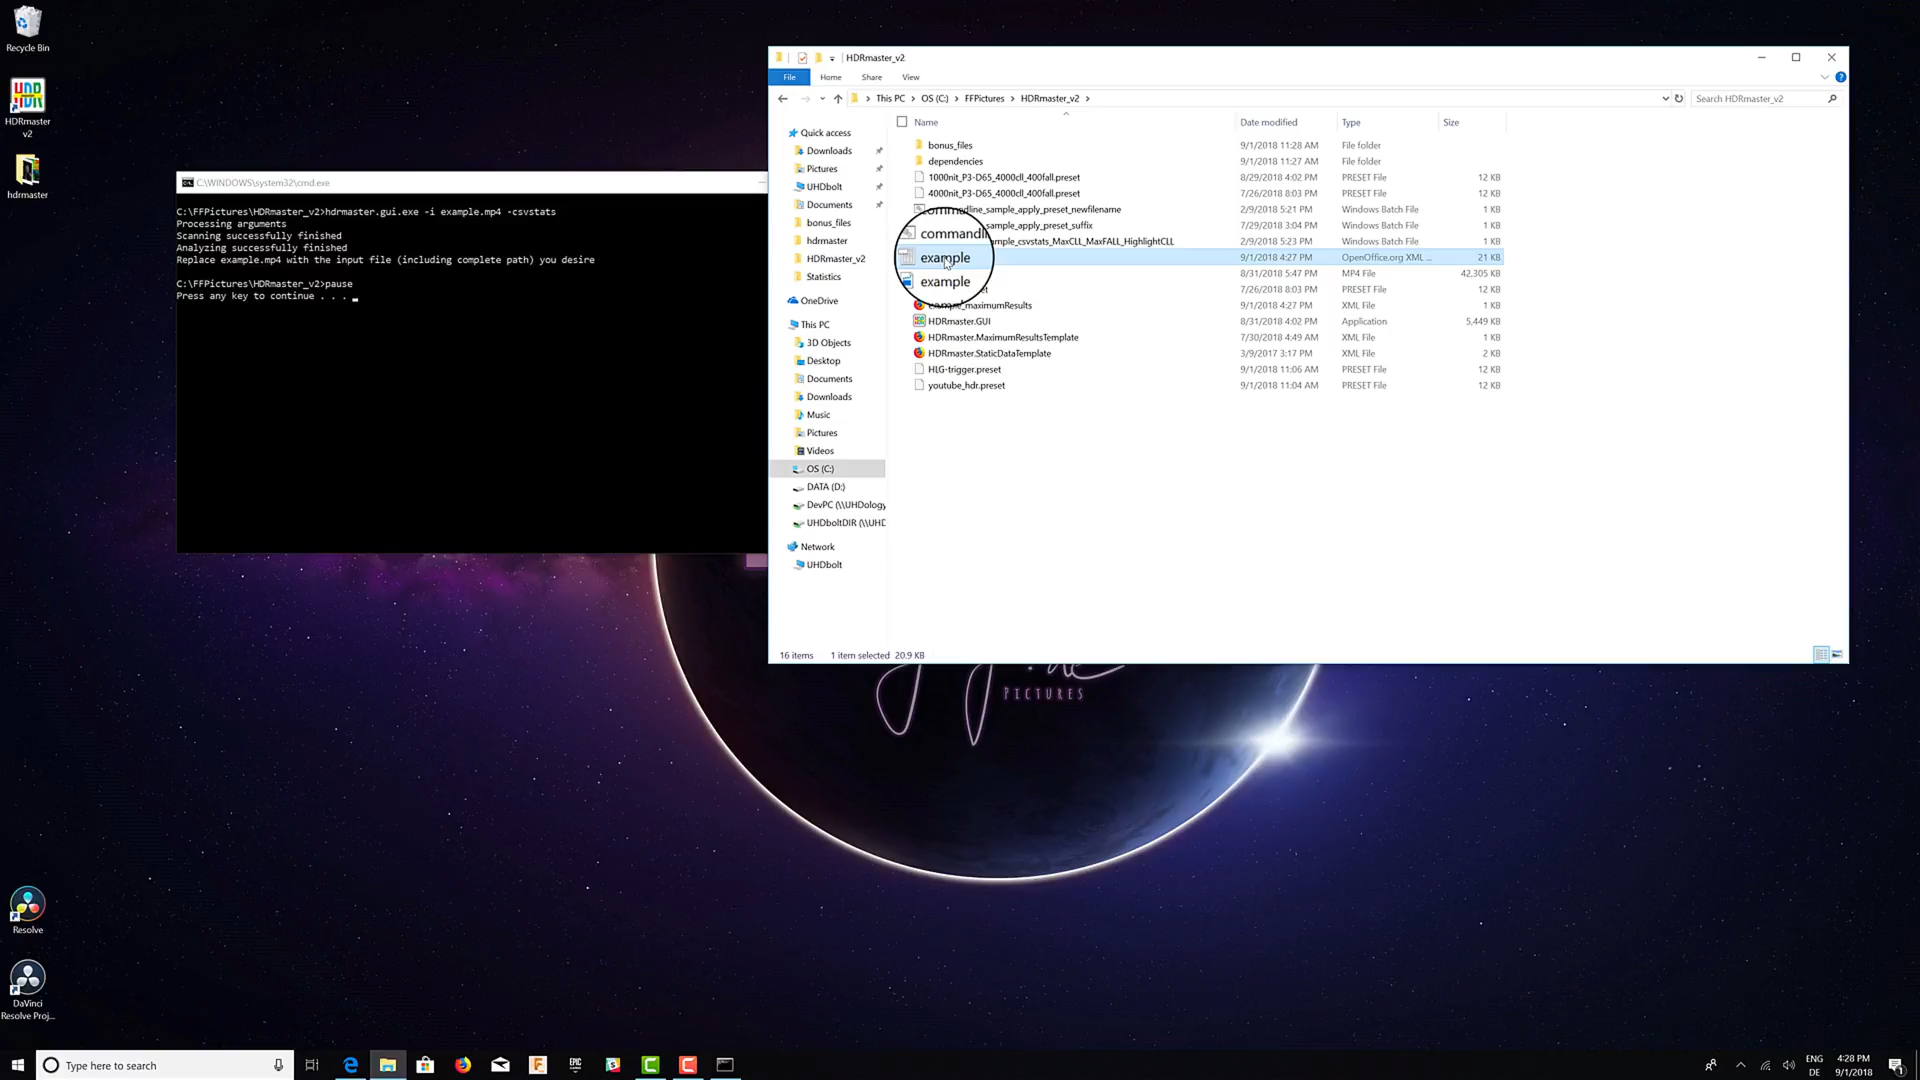 Recycle Bin
HDR
HDRmaster
v2
hdrmaster
Resolve
DaVinci
Resolve Proj...
C:\WINDOWS\system32\cmd.exe
C:\FFPictures\HDRmaster_v2>hdrmaster.gui.exe -i example.mp4 -csvstats
Processing arguments
Scanning successfully finished
Analyzing successfully finished
Replace example.mp4 with the input file (including complete path) you desire
C:\FFPictures\HDRmaster_v2>pause
Press any key to continue . . .
HDRmaster_v2
File Home Share View
This PC > OS (C:) > FFPictures > HDRmaster_v2 >
Search HDRmaster_v2
Quick access
Downloads
Pictures
UHDbolt
Documents
bonus_files
hdrmaster
HDRmaster_v2
Statistics
OneDrive
This PC
3D Objects
Desktop
Documents
Downloads
Music
Pictures
Videos
OS (C:)
DATA (D:)
DevPC (\\UHDology
UHDboltDIR (\\UHD
Network
UHDbolt
Name Date modified Type Size
bonus_files 9/1/2018 11:28 AM File folder
dependencies 9/1/2018 11:27 AM File folder
1000nit_P3-D65_4000cll_400fall.preset 8/29/2018 4:02 PM PRESET File 12 KB
4000nit_P3-D65_4000cll_400fall.preset 7/26/2018 8:03 PM PRESET File 12 KB
commandline_sample_apply_preset_newfilename 2/9/2018 5:21 PM Windows Batch File 1 KB
sample_apply_preset_suffix 7/29/2018 3:04 PM Windows Batch File 1 KB
commandli mple_csvstats_MaxCLL_MaxFALL_HighlightCLL 2/9/2018 5:23 PM Windows Batch File 1 KB
example 9/1/2018 4:27 PM OpenOffice.org XML ... 21 KB
example 8/31/2018 5:47 PM MP4 File 42,305 KB
7/26/2018 8:03 PM PRESET File 12 KB
example_maximumResults 9/1/2018 4:27 PM XML File 1 KB
HDRmaster.GUI 8/31/2018 4:02 PM Application 5,449 KB
HDRmaster.MaximumResultsTemplate 7/30/2018 4:49 AM XML File 1 KB
HDRmaster.StaticDataTemplate 3/9/2017 3:17 PM XML File 2 KB
HLG-trigger.preset 9/1/2018 11:06 AM PRESET File 12 KB
youtube_hdr.preset 9/1/2018 11:04 AM PRESET File 12 KB
16 items 1 item selected 20.9 KB
PICTURES
Type here to search
EPIC
ENG
DE
4:28 PM
9/1/2018